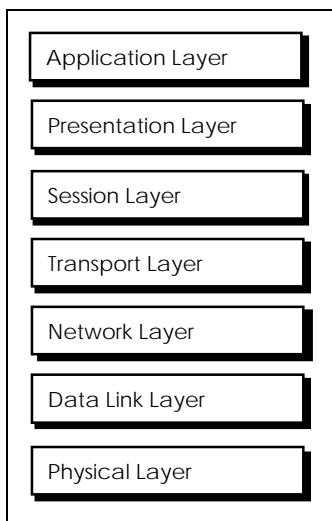 Application Layer
Presentation Layer
Session Layer
Transport Layer
Network Layer
Data Link Layer
Physical Layer